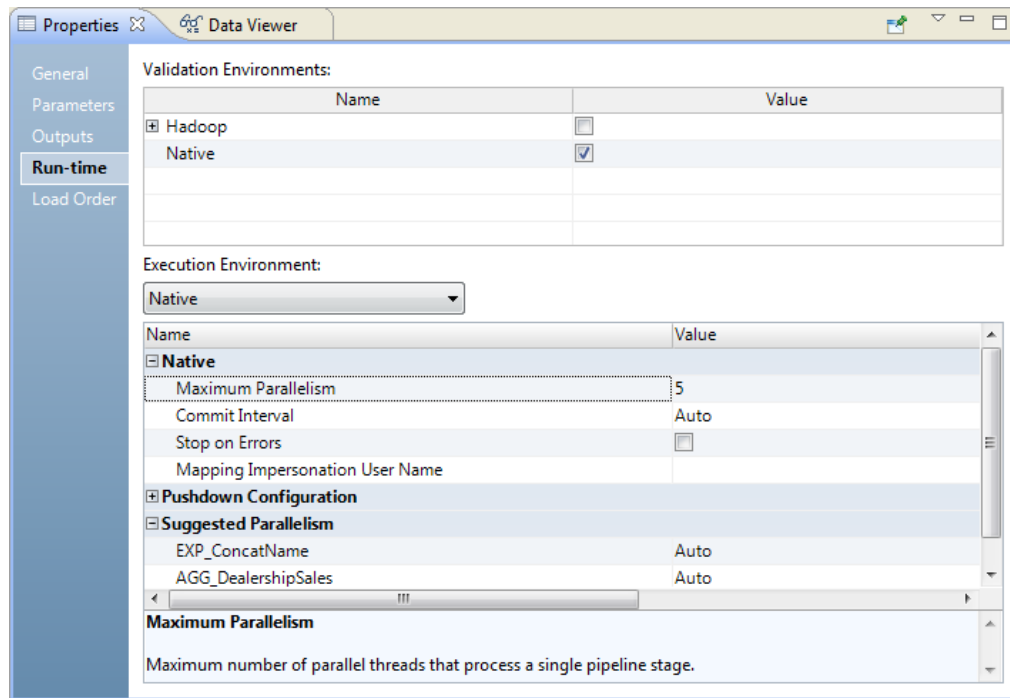 Properties Data Viewer
General
Parameters
Outputs
Run-time
Load Order
Validation Environments:
Name Value
Hadoop
Native
Execution Environment:
Native
Name Value
Native
Maximum Parallelism 5
Commit Interval Auto
Stop on Errors
Mapping Impersonation User Name
Pushdown Configuration
Suggested Parallelism
EXP_ConcatName Auto
AGG_DealershipSales Auto
Maximum Parallelism
Maximum number of parallel threads that process a single pipeline stage.